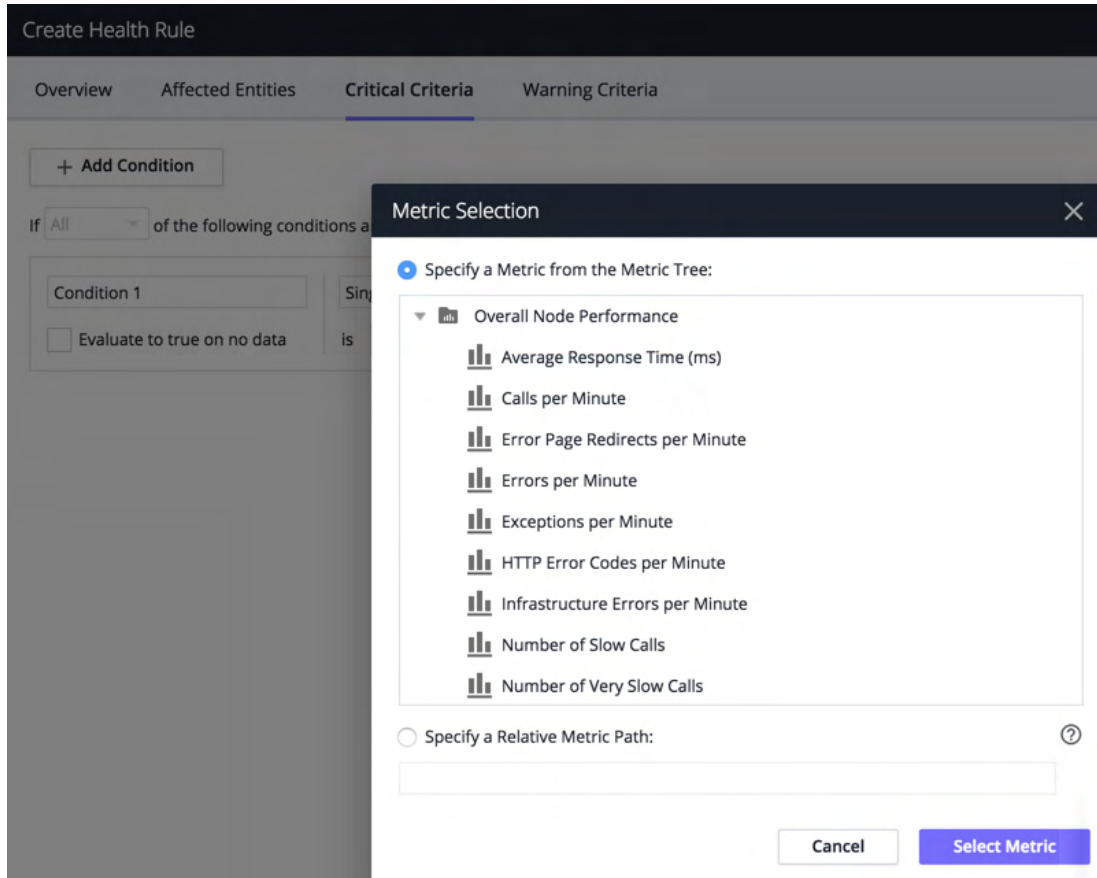 Create Health Rule
Overview Affected Entities Critical Criteria Warning Criteria
+ Add Condition
If All of the following conditions a
Condition 1 Sing
Evaluate to true on no data is
Metric Selection
Specify a Metric from the Metric Tree:
Overall Node Performance
Average Response Time (ms)
Calls per Minute
Error Page Redirects per Minute
Errors per Minute
Exceptions per Minute
HTTP Error Codes per Minute
Infrastructure Errors per Minute
Number of Slow Calls
Number of Very Slow Calls
Specify a Relative Metric Path:
Cancel Select Metric